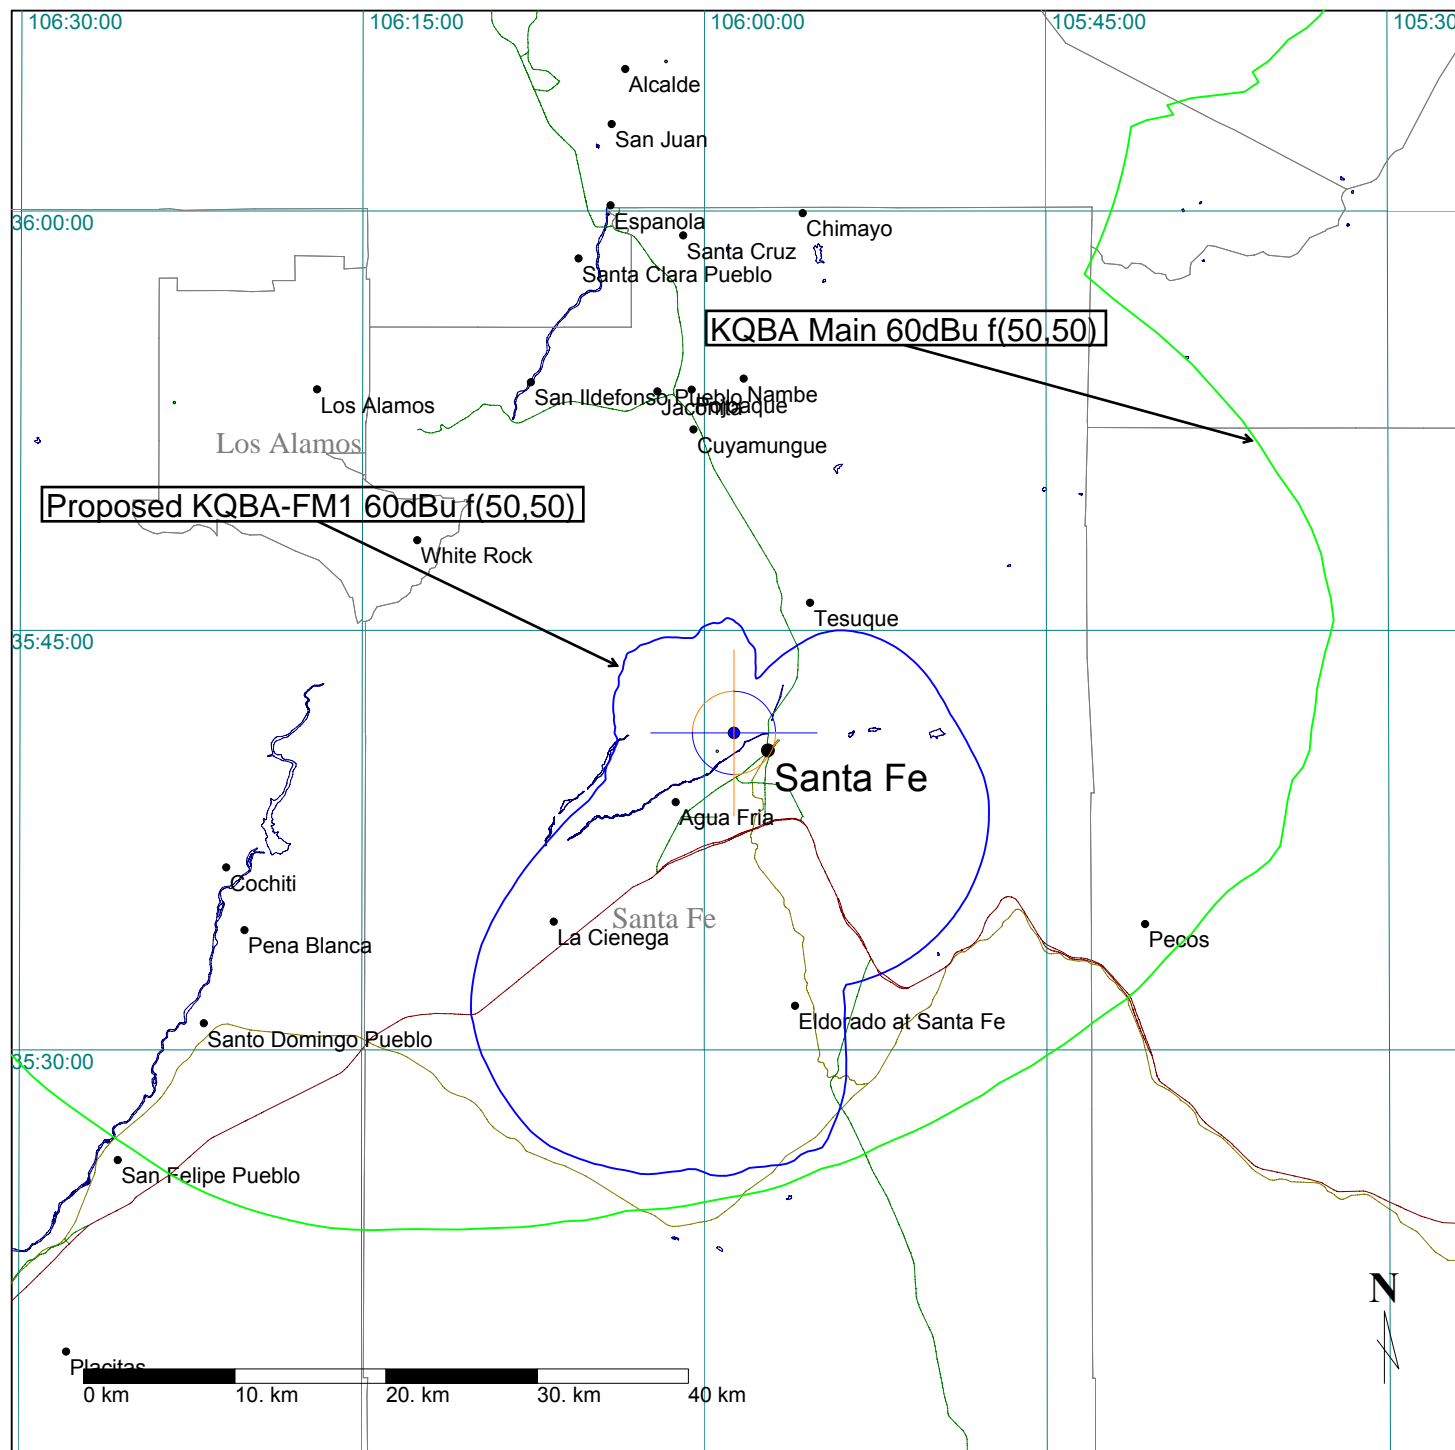 106:30:00
106:15:00
106:00:00
105:45:00
105:30
Alcalde
San Juan
36:00:00
Espanola
Chimayo
Santa Cruz
Santa Clara Pueblo
KQBA Main 60dBu f(50,50)
Los Alamos
San Ildefonso Pueblo
Nambe
Jaconita
Pojoaque
Los Alamos
Cuyamungue
Proposed KQBA-FM1 60dBu f(50,50)
White Rock
Tesuque
35:45:00
Santa Fe
Agua Fria
Cochiti
Santa Fe
La Cienega
Pena Blanca
Pecos
Eldorado at Santa Fe
Santo Domingo Pueblo
35:30:00
San Felipe Pueblo
N
Placitas
0 km
10. km
20. km
30. km
40 km